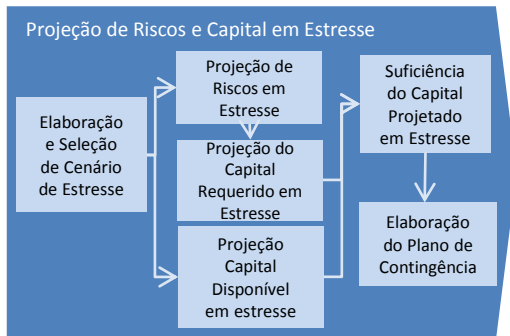 Projeção de Riscos e Capital em Estresse
Elaboração
e Seleção
de Cenário
de Estresse
Projeção de
Riscos em
Estresse
Projeção do
Capital
Requerido em
Estresse
Projeção
Capital
Disponível
em estresse
Suficiência
do Capital
Projetado
em Estresse
Elaboração
do Plano de
Contingência